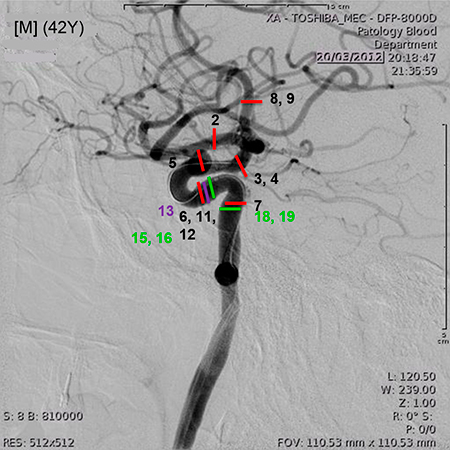 5 cm
XA - TOSHIBA_MEC - DFP-8000D
[M] (42Y)
Patology Blood
Department
20/03/2012 20:18:47
21:35:59
8, 9
2
5
3, 4
13
7
6, 11,
18, 19
15, 16
12
5
cm
L: 120.50
W: 239.00
Z: 1.00
S: 8 B: 810000
R: 0° S:
P: 0/0
RES: 512x512
FOV: 110.53 mm x 110.53 mm